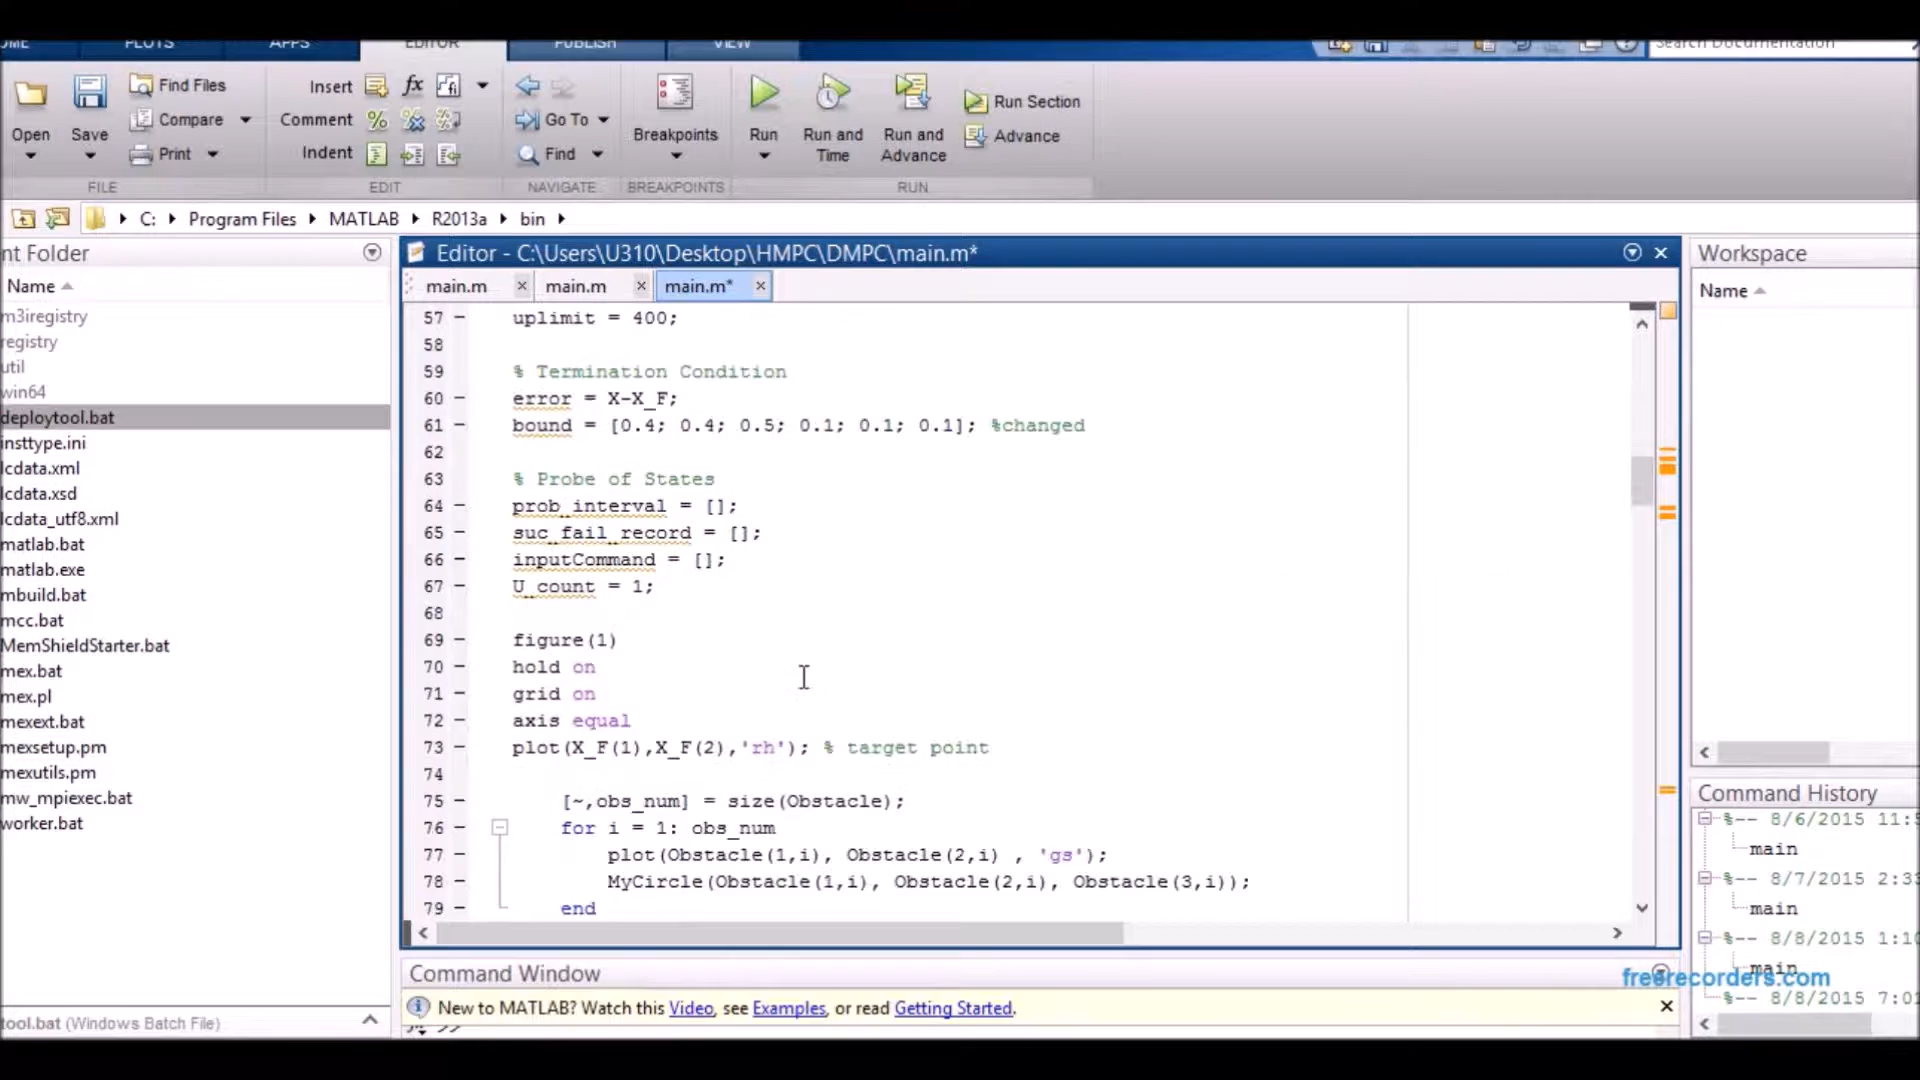 OME PLOTS APPS EDITOR PUBLISH VIEW Search Documentation
Open
Save
Find Files
Compare
Print
FILE
Insert fx
Comment
Indent
EDIT
Go To
Find
NAVIGATE
Breakpoints
BREAKPOINTS
Run
Run and Time
Run and Advance
Run Section
Advance
RUN
C: Program Files MATLAB R2013a bin
nt Folder
Name
m3iregistry
registry
util
win64
deploytool.bat
insttype.ini
lcdata.xml
lcdata.xsd
lcdata_utf8.xml
matlab.bat
matlab.exe
mbuild.bat
mcc.bat
MemShieldStarter.bat
mex.bat
mex.pl
mexext.bat
mexsetup.pm
mexutils.pm
mw_mpiexec.bat
worker.bat
tool.bat (Windows Batch File)
Editor - C:\Users\U310\Desktop\HMPC\DMPC\main.m*
main.m main.m main.m*
57 - uplimit = 400;
58
59 % Termination Condition
60 - error = X-X_F;
61 - bound = [0.4; 0.4; 0.5; 0.1; 0.1; 0.1]; %changed
62
63 % Probe of States
64 - prob_interval = [];
65 - suc_fail_record = [];
66 - inputCommand = [];
67 - U_count = 1;
68
69 - figure(1)
70 - hold on
71 - grid on
72 - axis equal
73 - plot(X_F(1),X_F(2),'rh'); % target point
74
75 - [~,obs_num] = size(Obstacle);
76 - for i = 1: obs_num
77 - plot(Obstacle(1,i), Obstacle(2,i) , 'gs');
78 - MyCircle(Obstacle(1,i), Obstacle(2,i), Obstacle(3,i));
79 - end
Command Window
New to MATLAB? Watch this Video, see Examples, or read Getting Started.
Workspace
Name
Command History
%-- 8/6/2015 11:5
main
%-- 8/7/2015 2:33
main
%-- 8/8/2015 1:10
main
%-- 8/8/2015 7:01
freerecorders.com